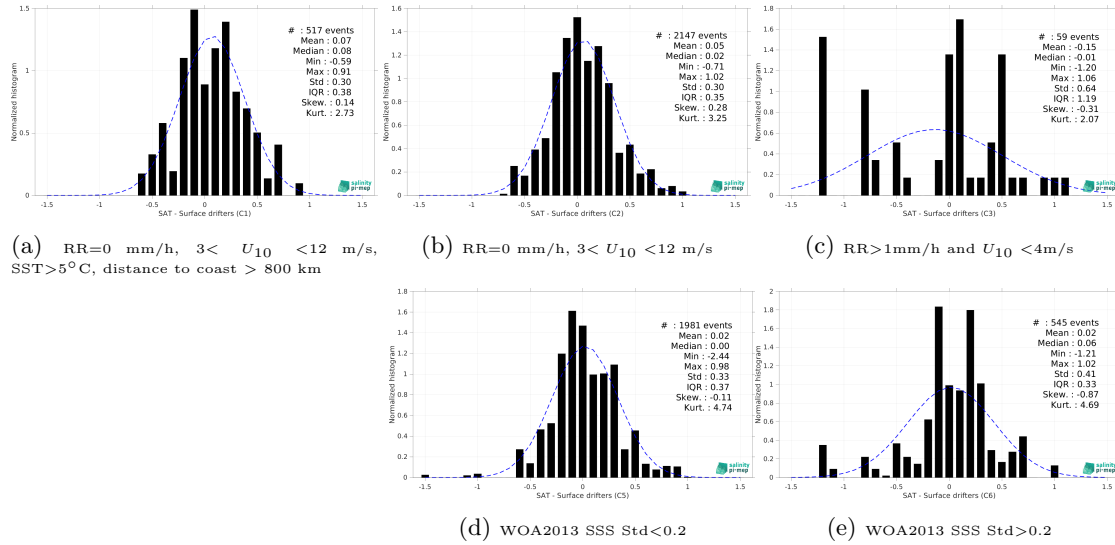 1.5
1
0.5
0
Normalized histogram
# : 517 events
Mean : 0.07
Median : 0.08
Min : -0.59
Max : 0.91
Std : 0.30
IQR : 0.38
Skew. : 0.14
Kurt. : 2.73
salinity
pi-mep
-1.5 -1 -0.5 0 0.5 1 1.5
SAT - Surface drifters (C1)
(a) RR=0 mm/h, 3< U10 <12 m/s,
SST>5°C, distance to coast > 800 km
1.6
1.4
1.2
1
0.8
0.6
0.4
0.2
0
Normalized histogram
# : 2147 events
Mean : 0.05
Median : 0.02
Min : -0.71
Max : 1.02
Std : 0.30
IQR : 0.35
Skew. : 0.28
Kurt. : 3.25
salinity
pi-mep
-1.5 -1 -0.5 0 0.5 1 1.5
SAT - Surface drifters (C2)
(b) RR=0 mm/h, 3< U10 <12 m/s
1.8
1.6
1.4
1.2
1
0.8
0.6
0.4
0.2
0
Normalized histogram
# : 59 events
Mean : -0.15
Median : -0.01
Min : -1.20
Max : 1.06
Std : 0.64
IQR : 1.19
Skew. : -0.31
Kurt. : 2.07
salinity
pi-mep
-1.5 -1 -0.5 0 0.5 1 1.5
SAT - Surface drifters (C3)
(c) RR>1mm/h and U10 <4m/s
1.8
1.6
1.4
1.2
1
0.8
0.6
0.4
0.2
0
Normalized histogram
# : 1981 events
Mean : 0.02
Median : 0.00
Min : -2.44
Max : 0.98
Std : 0.33
IQR : 0.37
Skew. : -0.11
Kurt. : 4.74
salinity
pi-mep
-1.5 -1 -0.5 0 0.5 1 1.5
SAT - Surface drifters (C5)
(d) WOA2013 SSS Std<0.2
2
1.8
1.6
1.4
1.2
1
0.8
0.6
0.4
0.2
0
Normalized histogram
# : 545 events
Mean : 0.02
Median : 0.06
Min : -1.21
Max : 1.02
Std : 0.41
IQR : 0.33
Skew. : -0.87
Kurt. : 4.69
salinity
pi-mep
-1.5 -1 -0.5 0 0.5 1 1.5
SAT - Surface drifters (C6)
(e) WOA2013 SSS Std>0.2